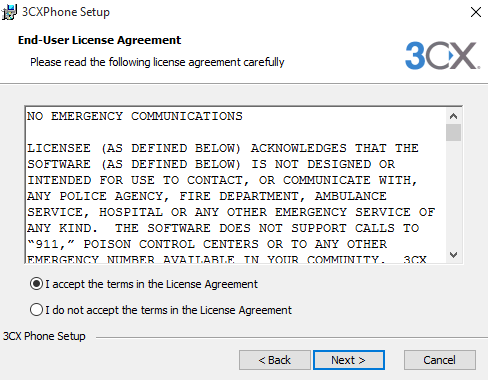 3CXPhone Setup
End-User License Agreement
Please read the following license agreement carefully
3CX
NO EMERGENCY COMMUNICATIONS
LICENSEE (AS DEFINED BELOW) ACKNOWLEDGES THAT THE
SOFTWARE (AS DEFINED BELOW) IS NOT DESIGNED OR
INTENDED FOR USE TO CONTACT, OR COMMUNICATE WITH,
ANY POLICE AGENCY, FIRE DEPARTMENT, AMBULANCE
SERVICE, HOSPITAL OR ANY OTHER EMERGENCY SERVICE OF
ANY KIND.  THE SOFTWARE DOES NOT SUPPORT CALLS TO
“911,” POISON CONTROL CENTERS OR TO ANY OTHER
EMERGENCY NUMBER AVAILABLE IN YOUR COMMUNITY.  3CX
I accept the terms in the License Agreement
I do not accept the terms in the License Agreement
3CX Phone Setup
< Back Next > Cancel